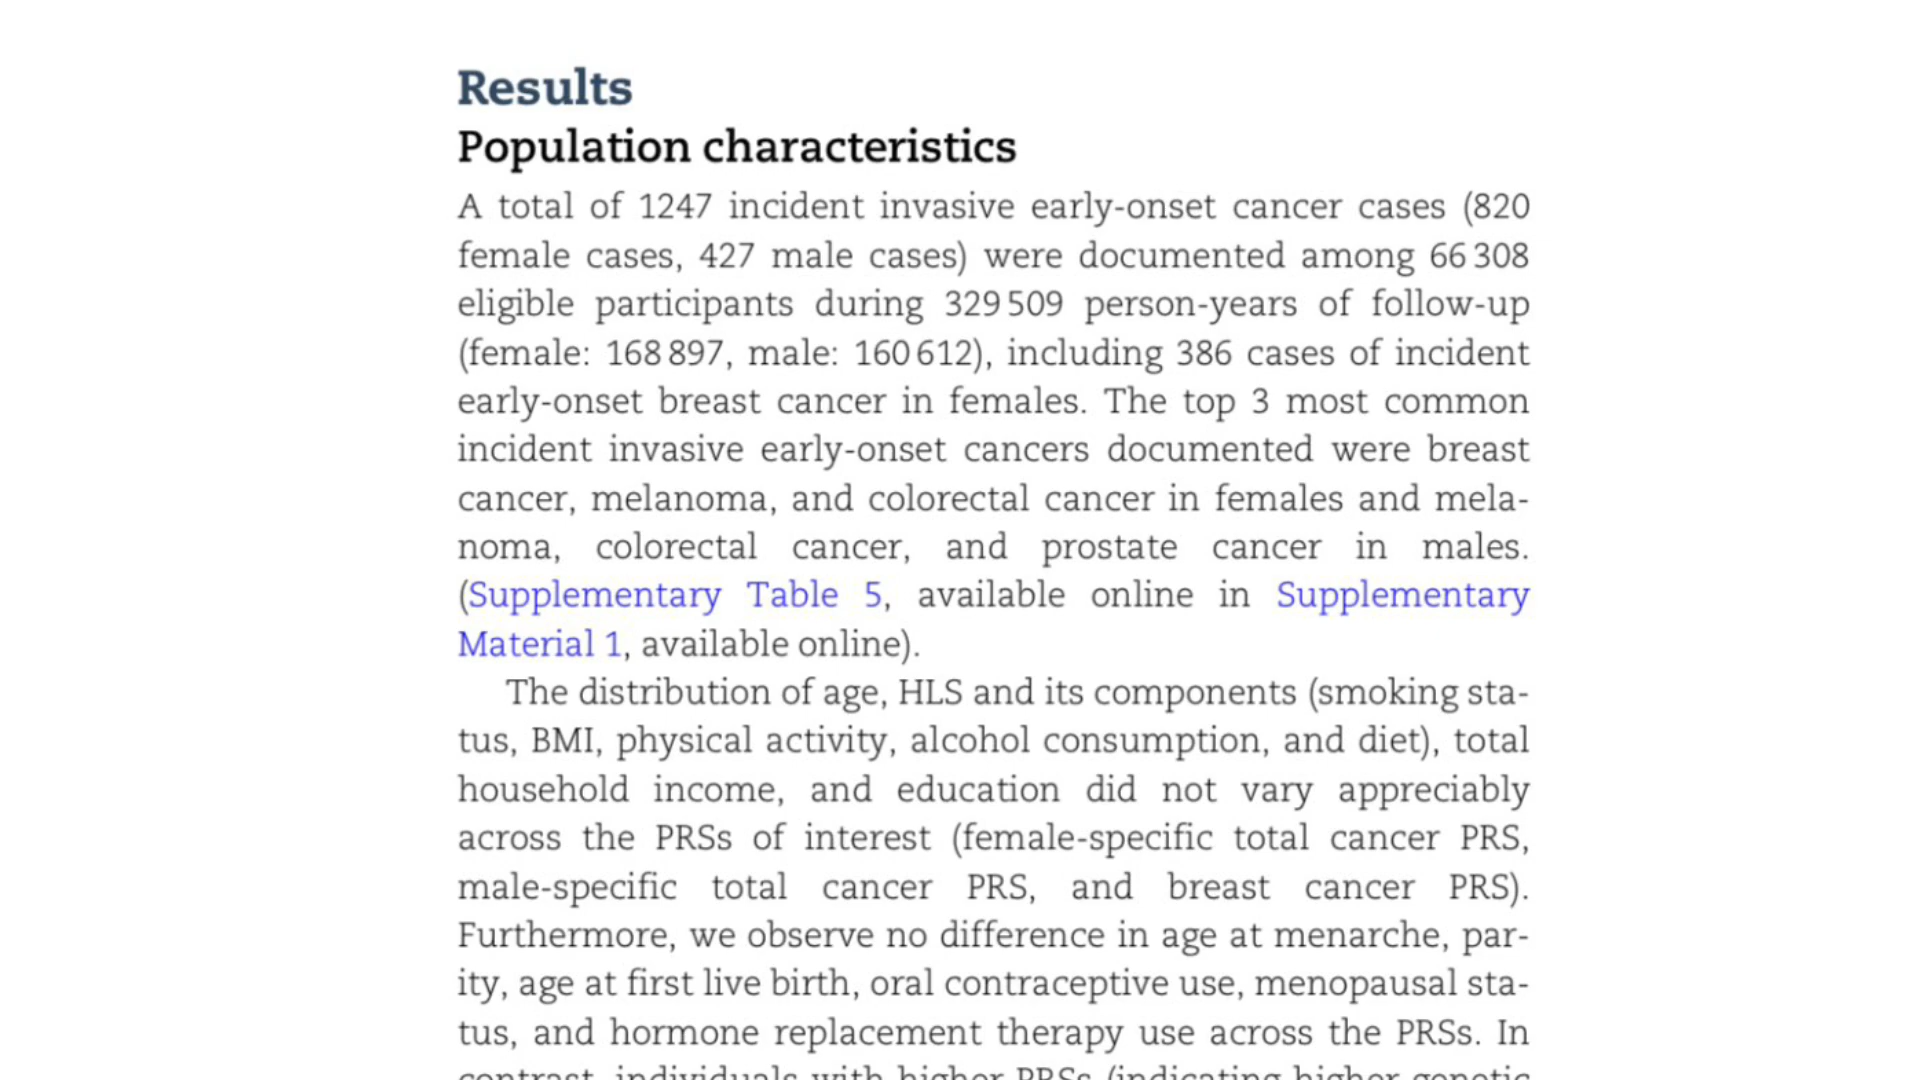 Results
Population characteristics
A total of 1247 incident invasive early-onset cancer cases (820
female cases, 427 male cases) were documented among 66 308
eligible participants during 329 509 person-years of follow-up
(female: 168 897, male: 160 612), including 386 cases of incident
early-onset breast cancer in females. The top 3 most common
incident invasive early-onset cancers documented were breast
cancer, melanoma, and colorectal cancer in females and mela-
noma, colorectal cancer, and prostate cancer in males.
(Supplementary Table 5, available online in Supplementary
Material 1, available online).
The distribution of age, HLS and its components (smoking sta-
tus, BMI, physical activity, alcohol consumption, and diet), total
household income, and education did not vary appreciably
across the PRSs of interest (female-specific total cancer PRS,
male-specific total cancer PRS, and breast cancer PRS).
Furthermore, we observe no difference in age at menarche, par-
ity, age at first live birth, oral contraceptive use, menopausal sta-
tus, and hormone replacement therapy use across the PRSs. In
contrast, individuals with higher PRSs (indicating higher genetic